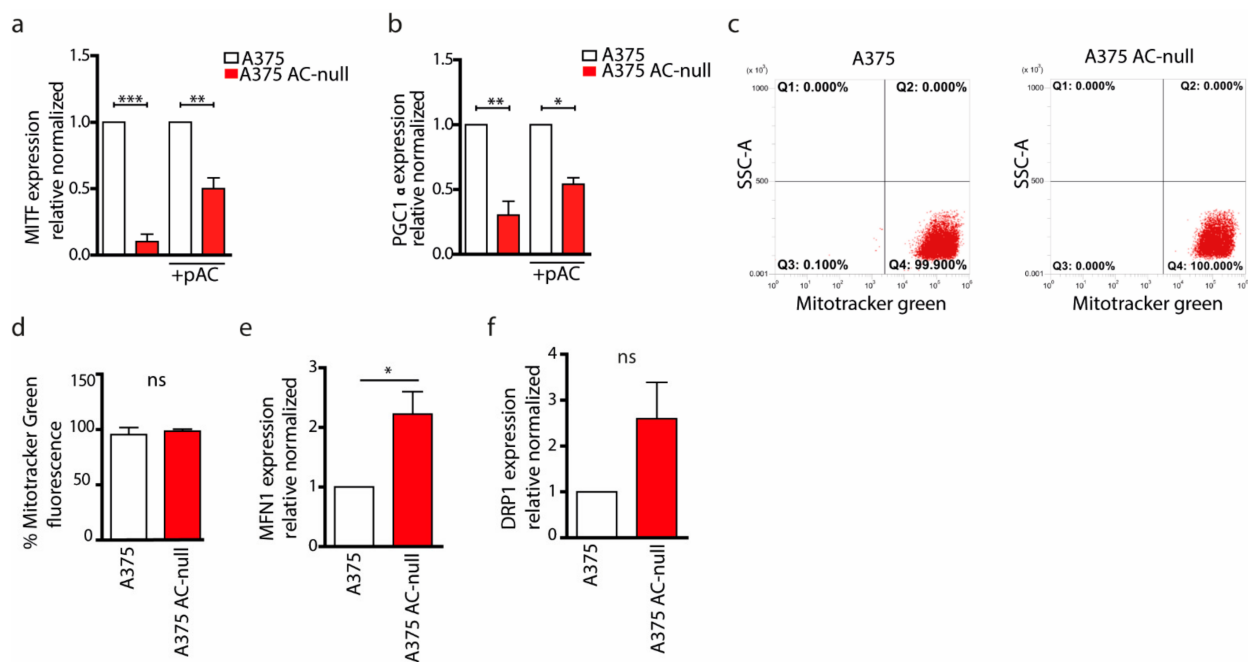 a
MITF expression
relative normalized
1.5
1.0
0.5
0.0
A375
A375 AC-null
***
**
+pAC
b
PGC1 α expression
relative normalized
1.5
1.0
0.5
0.0
A375
A375 AC-null
**
*
+pAC
c
A375
(x 10³)
SSC-A
1000
500
0.001
Q1: 0.000%
Q2: 0.000%
Q3: 0.100%
Q4: 99.900%
10⁰ 10¹ 10² 10³ 10⁴ 10⁵ 10⁶
Mitotracker green
A375 AC-null
(x 10³)
SSC-A
1000
500
0.001
Q1: 0.000%
Q2: 0.000%
Q3: 0.000%
Q4: 100.000%
10⁰ 10¹ 10² 10³ 10⁴ 10⁵ 10⁶
Mitotracker green
d
% Mitotracker Green
fluorescence
150
100
50
0
ns
A375
A375 AC-null
e
MFN1 expression
relative normalized
3
2
1
0
*
A375
A375 AC-null
f
DRP1 expression
relative normalized
4
3
2
1
0
ns
A375
A375 AC-null